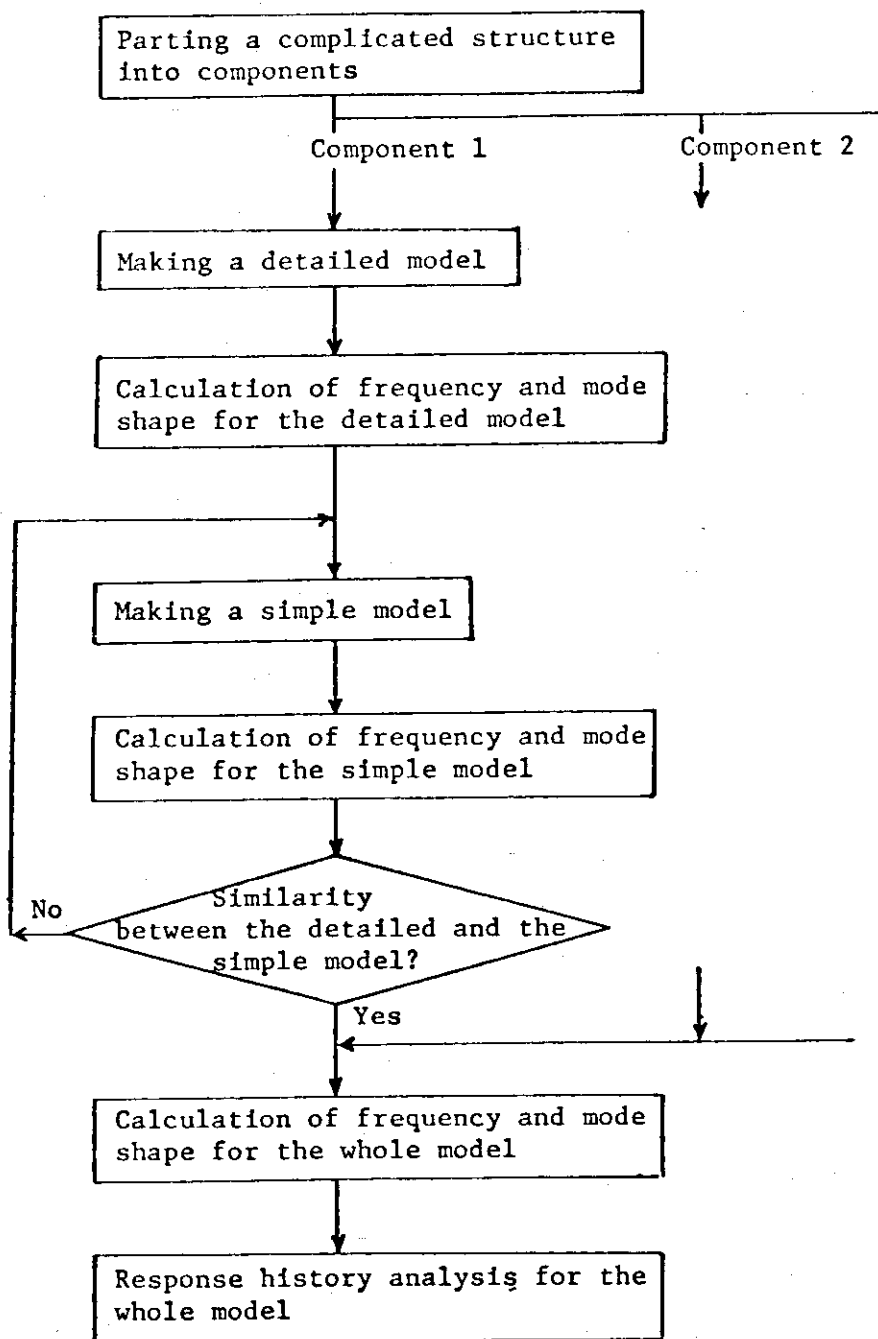 Parting a complicated structure
into components
Component 1
Component 2
Making a detailed model
Calculation of frequency and mode
shape for the detailed model
Making a simple model
Calculation of frequency and mode
shape for the simple model
Similarity
between the detailed and the
simple model?
No
Yes
Calculation of frequency and mode
shape for the whole model
Response history analysis for the
whole model